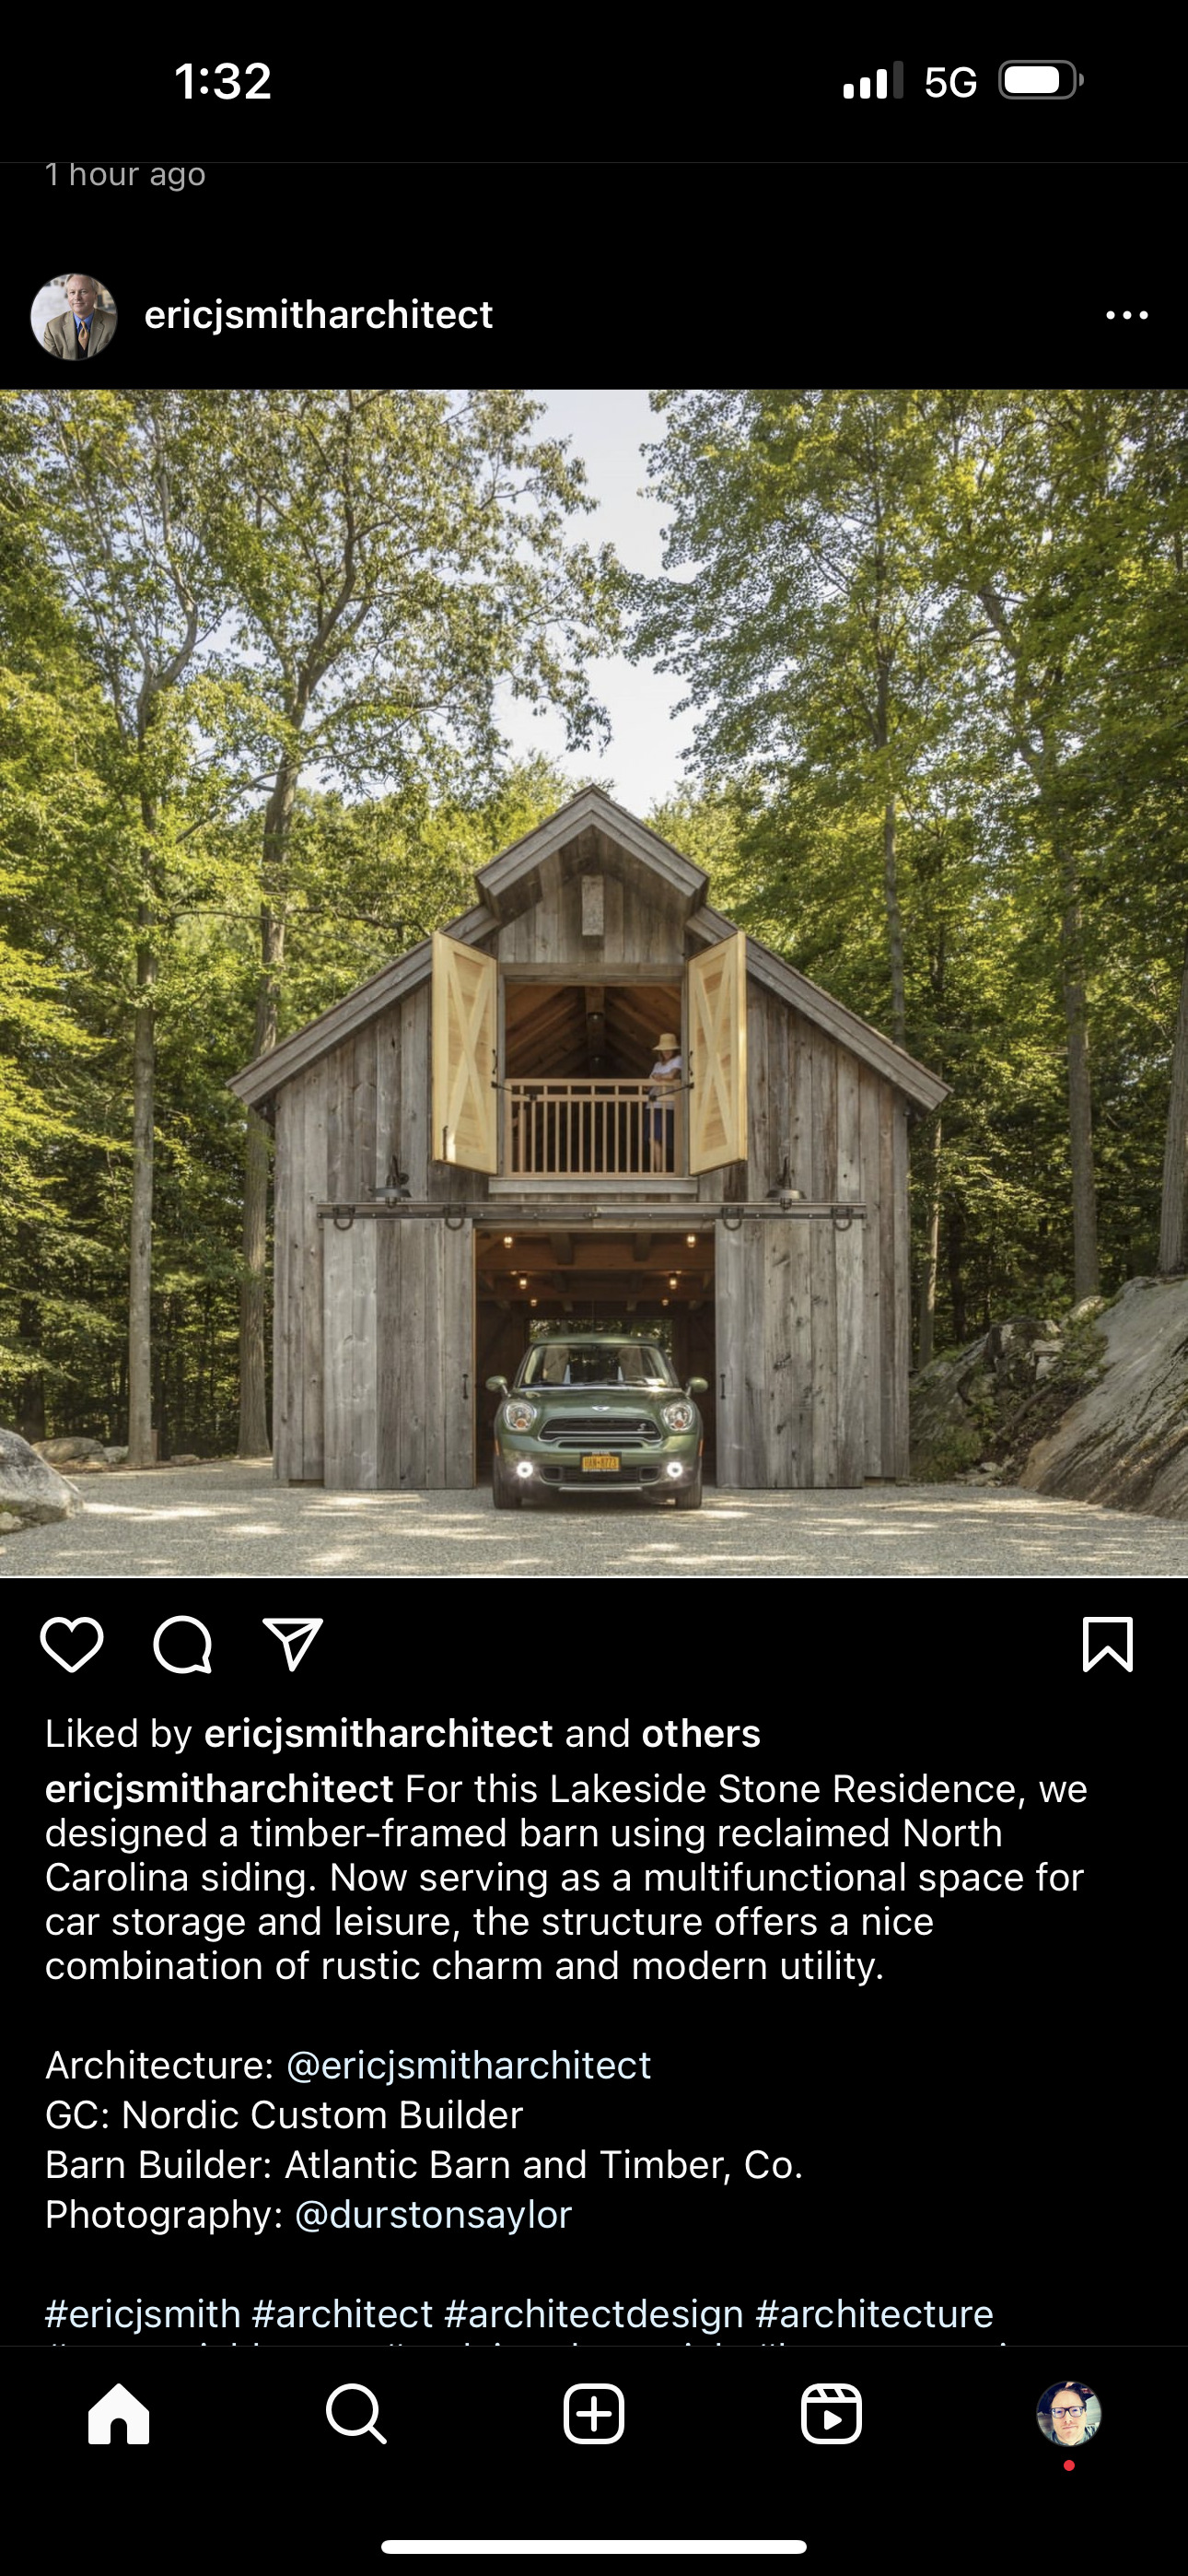 1:32
5G
1 hour ago
ericjsmitharchitect
Liked by ericjsmitharchitect and others
ericjsmitharchitect For this Lakeside Stone Residence, we
designed a timber-framed barn using reclaimed North
Carolina siding. Now serving as a multifunctional space for
car storage and leisure, the structure offers a nice
combination of rustic charm and modern utility.
Architecture: @ericjsmitharchitect
GC: Nordic Custom Builder
Barn Builder: Atlantic Barn and Timber, Co.
Photography: @durstonsaylor
#ericjsmith #architect #architectdesign #architecture